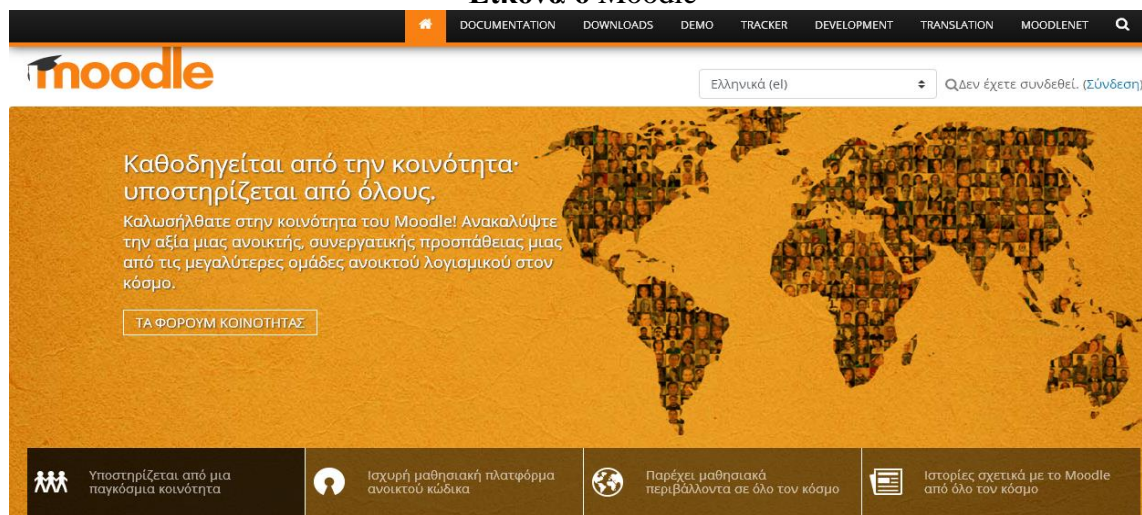 DOCUMENTATION DOWNLOADS DEMO TRACKER DEVELOPMENT TRANSLATION MOODLENET
moodle
Ελληνικά (el)
Δεν έχετε συνδεθεί. (Σύνδεση)
Καθοδηγείται από την κοινότητα·
υποστηρίζεται από όλους.
Καλωσήλθατε στην κοινότητα του Moodle! Ανακαλύψτε
την αξία μιας ανοικτής, συνεργατικής προσπάθειας μιας
από τις μεγαλύτερες ομάδες ανοικτού λογισμικού στον
κόσμο.
ΤΑ ΦΟΡΟΥΜ ΚΟΙΝΟΤΗΤΑΣ
Υποστηρίζεται από μια
παγκόσμια κοινότητα
Ισχυρή μαθησιακή πλατφόρμα
ανοικτού κώδικα
Παρέχει μαθησιακά
περιβάλλοντα σε όλο τον κόσμο
Ιστορίες σχετικά με το Moodle
από όλο τον κόσμο